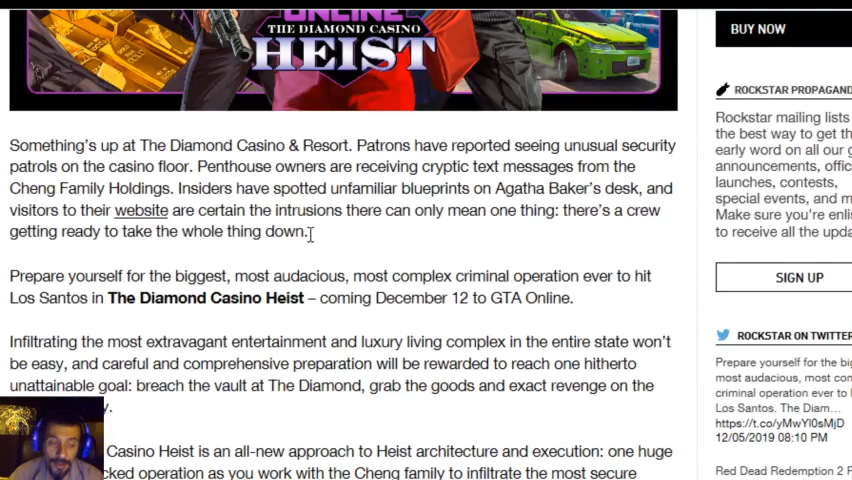 ONLINE
THE DIAMOND CASINO
HEIST
Something's up at The Diamond Casino & Resort. Patrons have reported seeing unusual security
patrols on the casino floor. Penthouse owners are receiving cryptic text messages from the
Cheng Family Holdings. Insiders have spotted unfamiliar blueprints on Agatha Baker's desk, and
visitors to their website are certain the intrusions there can only mean one thing: there's a crew
getting ready to take the whole thing down.
Prepare yourself for the biggest, most audacious, most complex criminal operation ever to hit
Los Santos in The Diamond Casino Heist – coming December 12 to GTA Online.
Infiltrating the most extravagant entertainment and luxury living complex in the entire state won't
be easy, and careful and comprehensive preparation will be rewarded to reach one hitherto
unattainable goal: breach the vault at The Diamond, grab the goods and exact revenge on the
Casino Heist is an all-new approach to Heist architecture and execution: one huge
operation as you work with the Cheng family to infiltrate the most secure
BUY NOW
ROCKSTAR PROPAGAND
Rockstar mailing lists
the best way to get th
early word on all our g
announcements, offic
launches, contests,
special events, and m
Make sure you're enli
to receive all the upda
SIGN UP
ROCKSTAR ON TWITTER
Prepare yourself for the big
most audacious, most com
criminal operation ever to h
Los Santos. The Diam...
https://t.co/yMwYl0sMjD
12/05/2019 08:10 PM
Red Dead Redemption 2 F